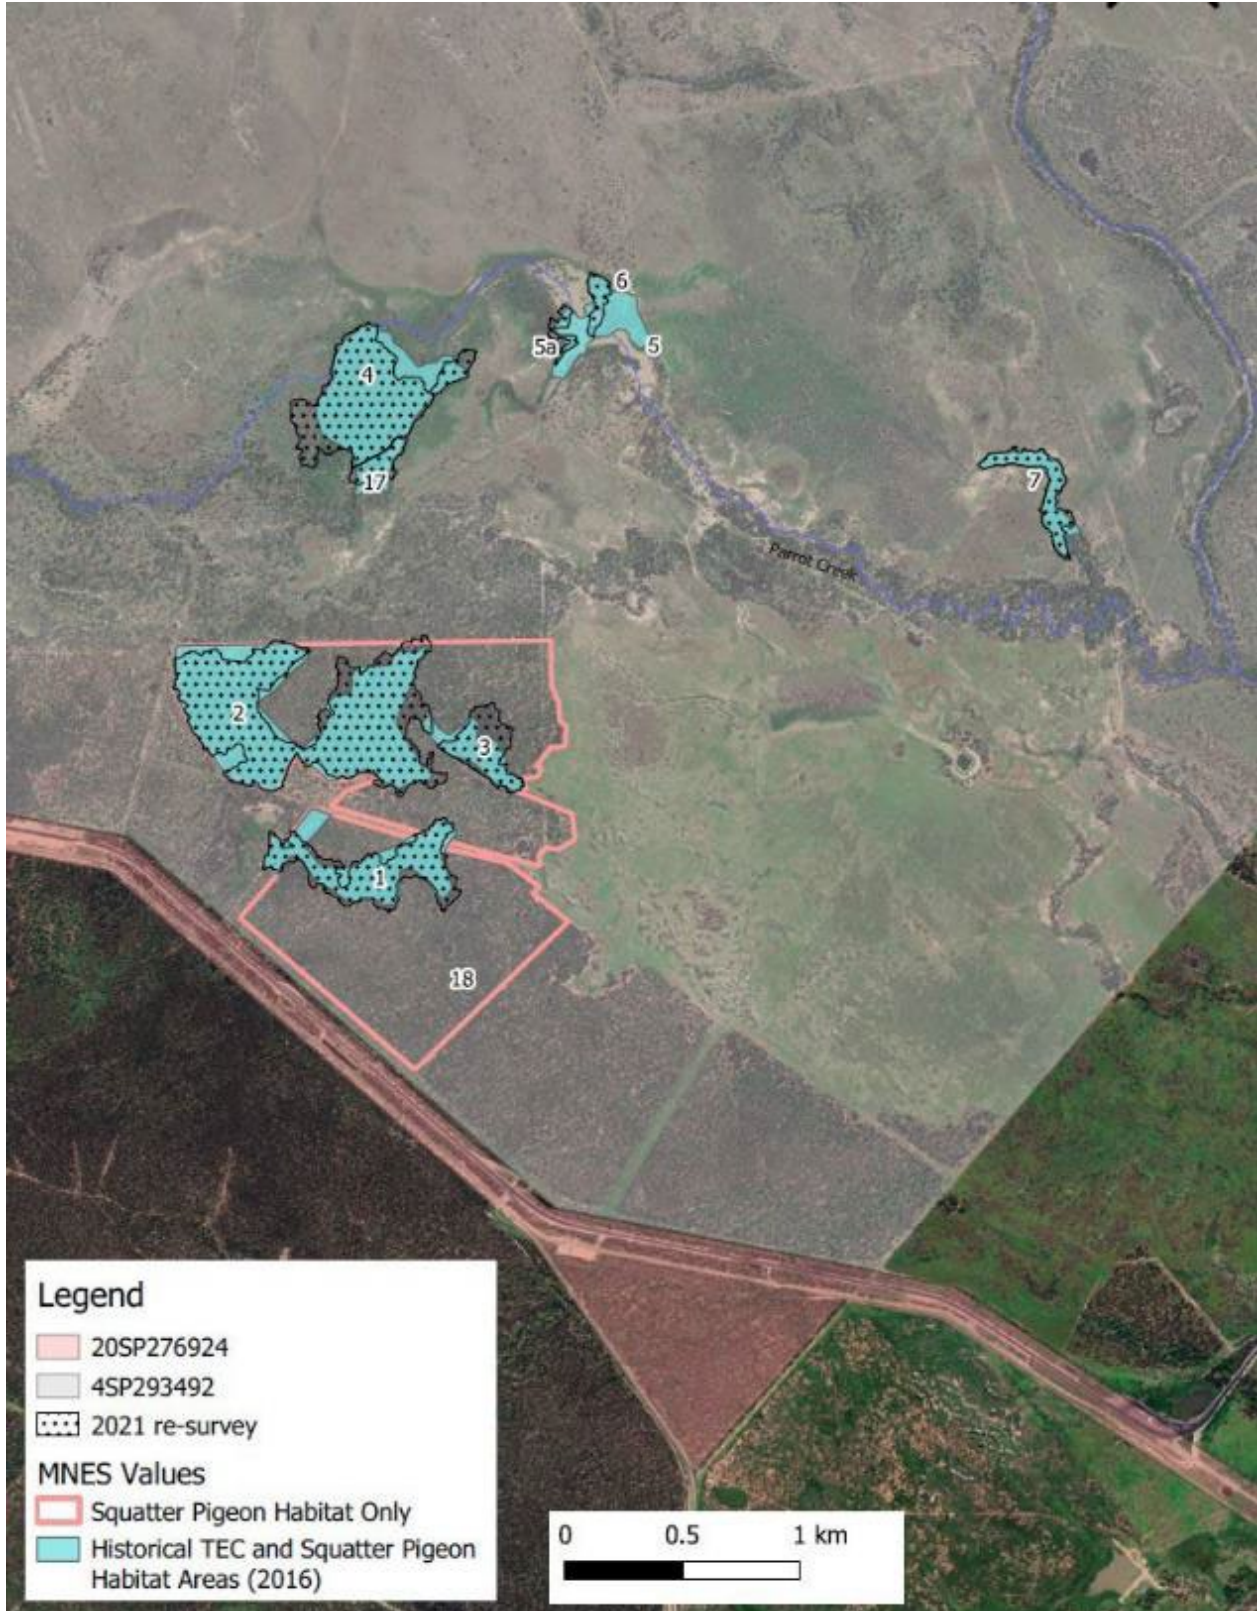 6
5a
5
4
17
7
Parrot Creek
2
3
1
18
Legend
20SP276924
4SP293492
2021 re-survey
MNES Values
Squatter Pigeon Habitat Only
Historical TEC and Squatter Pigeon
Habitat Areas (2016)
0 0.5 1 km